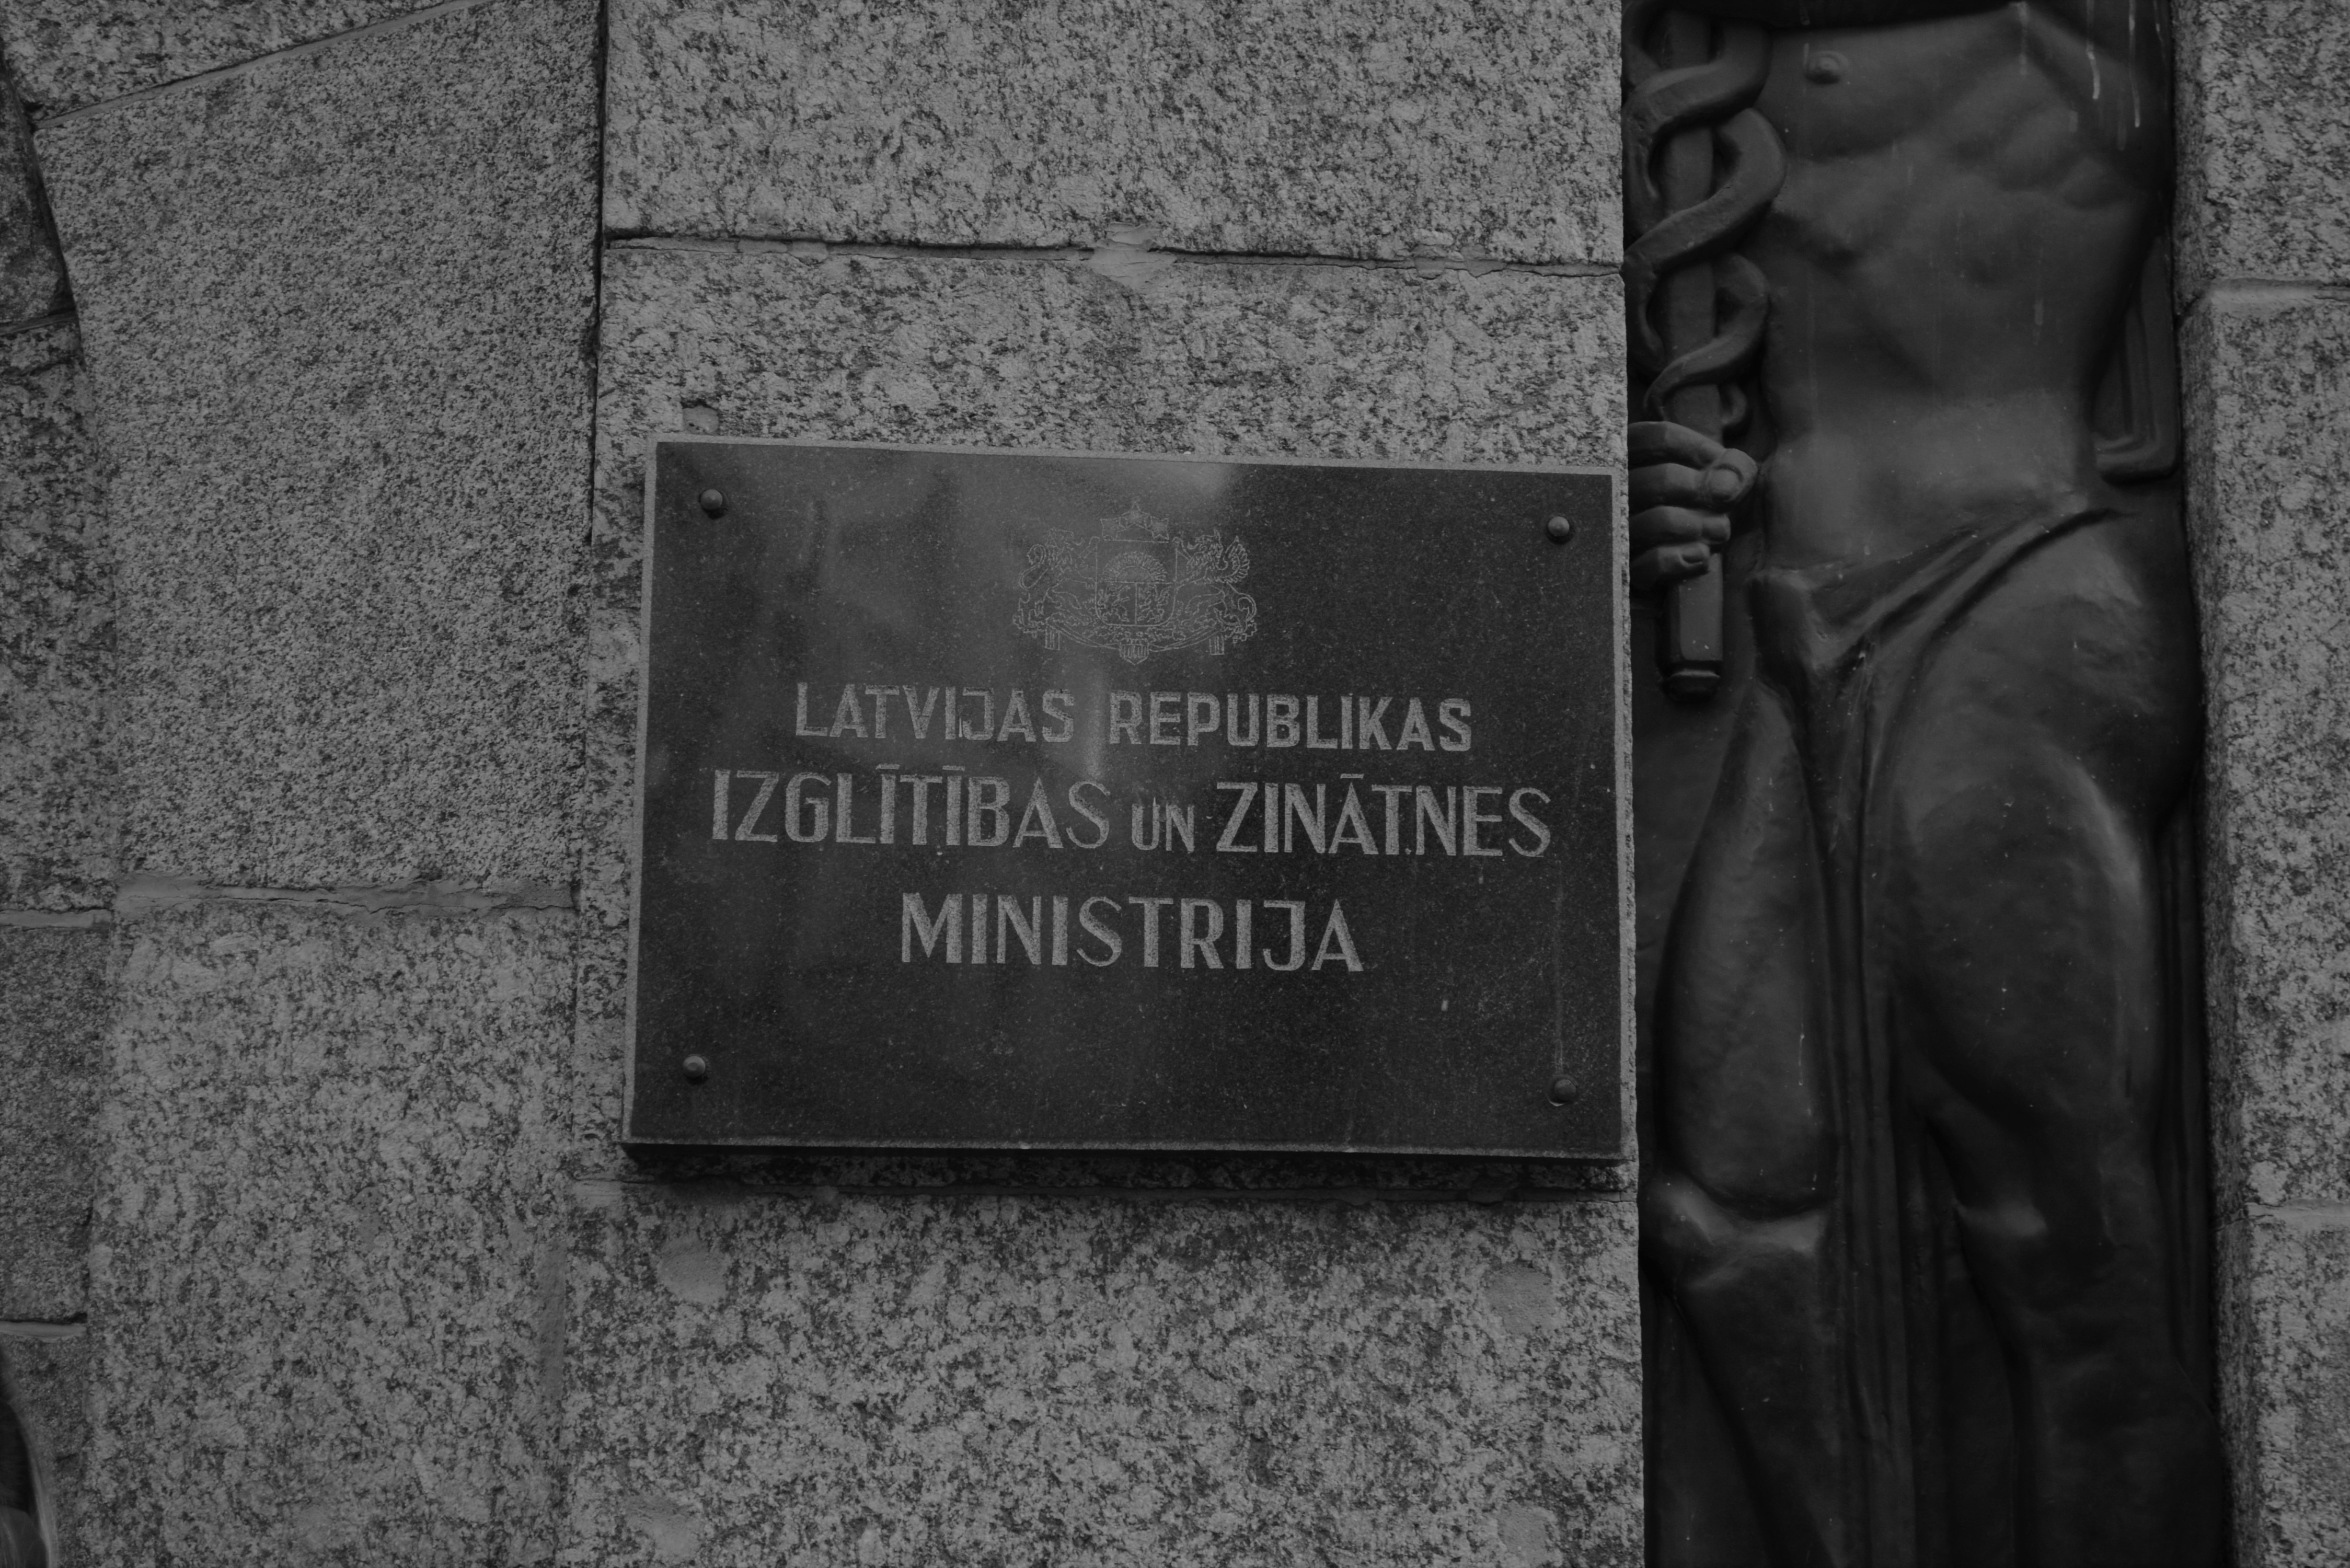 LATVIJAS REPUBLIKAS
IZGLĪTĪBAS UN ZINĀTNES
MINISTRIJA